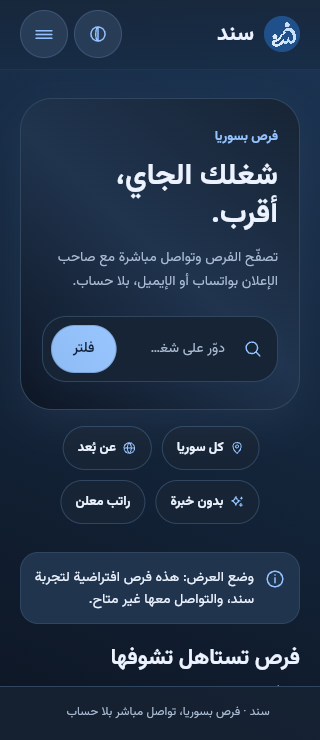 سند
فرص بسوريا
شغلك الجاي،
أقرب.
تصفّح الفرص وتواصل مباشرة مع صاحب
الإعلان بواتساب أو الإيميل، بلا حساب.
دوّر على شغـ...
فلتر
كل سوريا
عن بُعد
بدون خبرة
راتب معلن
وضع العرض: هذه فرص افتراضية لتجربة
سند، والتواصل معها غير متاح.
فرص تستاهل تشوفها
سند · فرص بسوريا، تواصل مباشر بلا حساب